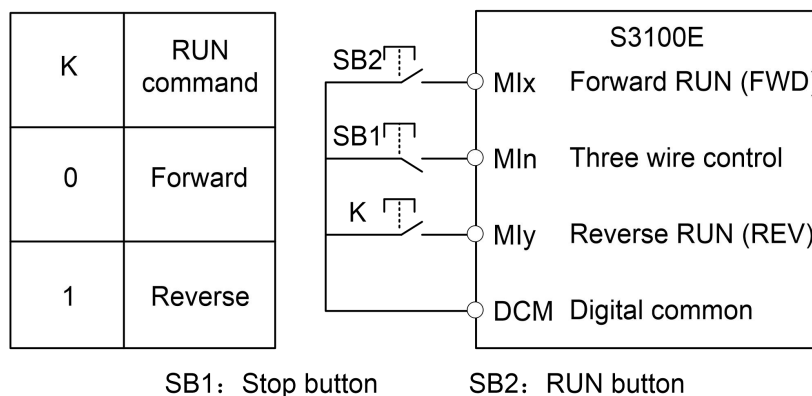 K
RUN
command
0
Forward
1
Reverse
S3100E
SB2
MIx Forward RUN (FWD)
SB1
MIn Three wire control
K
MIy Reverse RUN (REV)
DCM Digital common
SB1：Stop button
SB2：RUN button